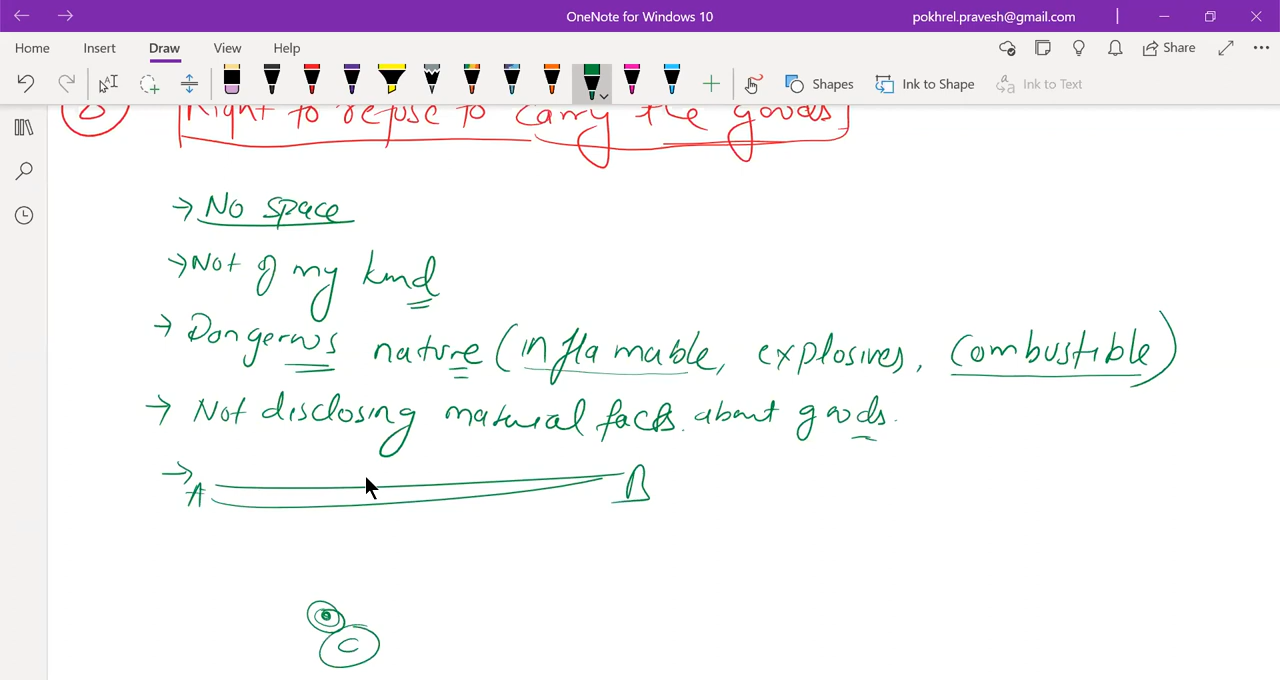 OneNote for Windows 10
pokhrel.pravesh@gmail.com
Home Insert Draw View Help
Share
Shapes Ink to Shape Ink to Text
Right to refuse to carry the goods
→ No space
→ Not of my kind
→ Dangerous nature (inflamable, explosives, combustible)
→ Not disclosing material facts. about goods.
→ A B
C